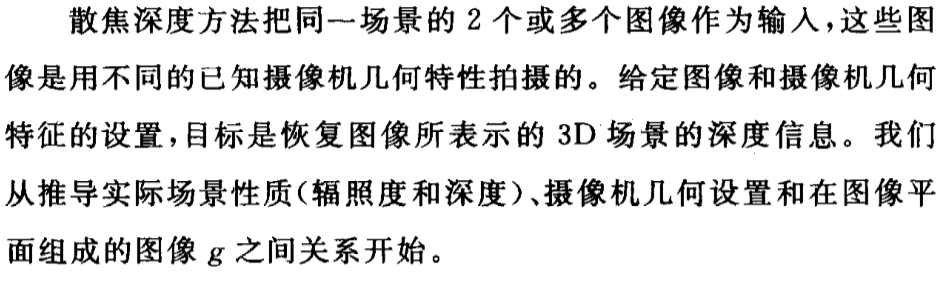 散焦深度方法把同一场景的 2 个或多个图像作为输入,这些图
像是用不同的已知摄像机几何特性拍摄的。给定图像和摄像机几何
特征的设置,目标是恢复图像所表示的 3D 场景的深度信息。我们
从推导实际场景性质(辐照度和深度)、摄像机几何设置和在图像平
面组成的图像 g 之间关系开始。